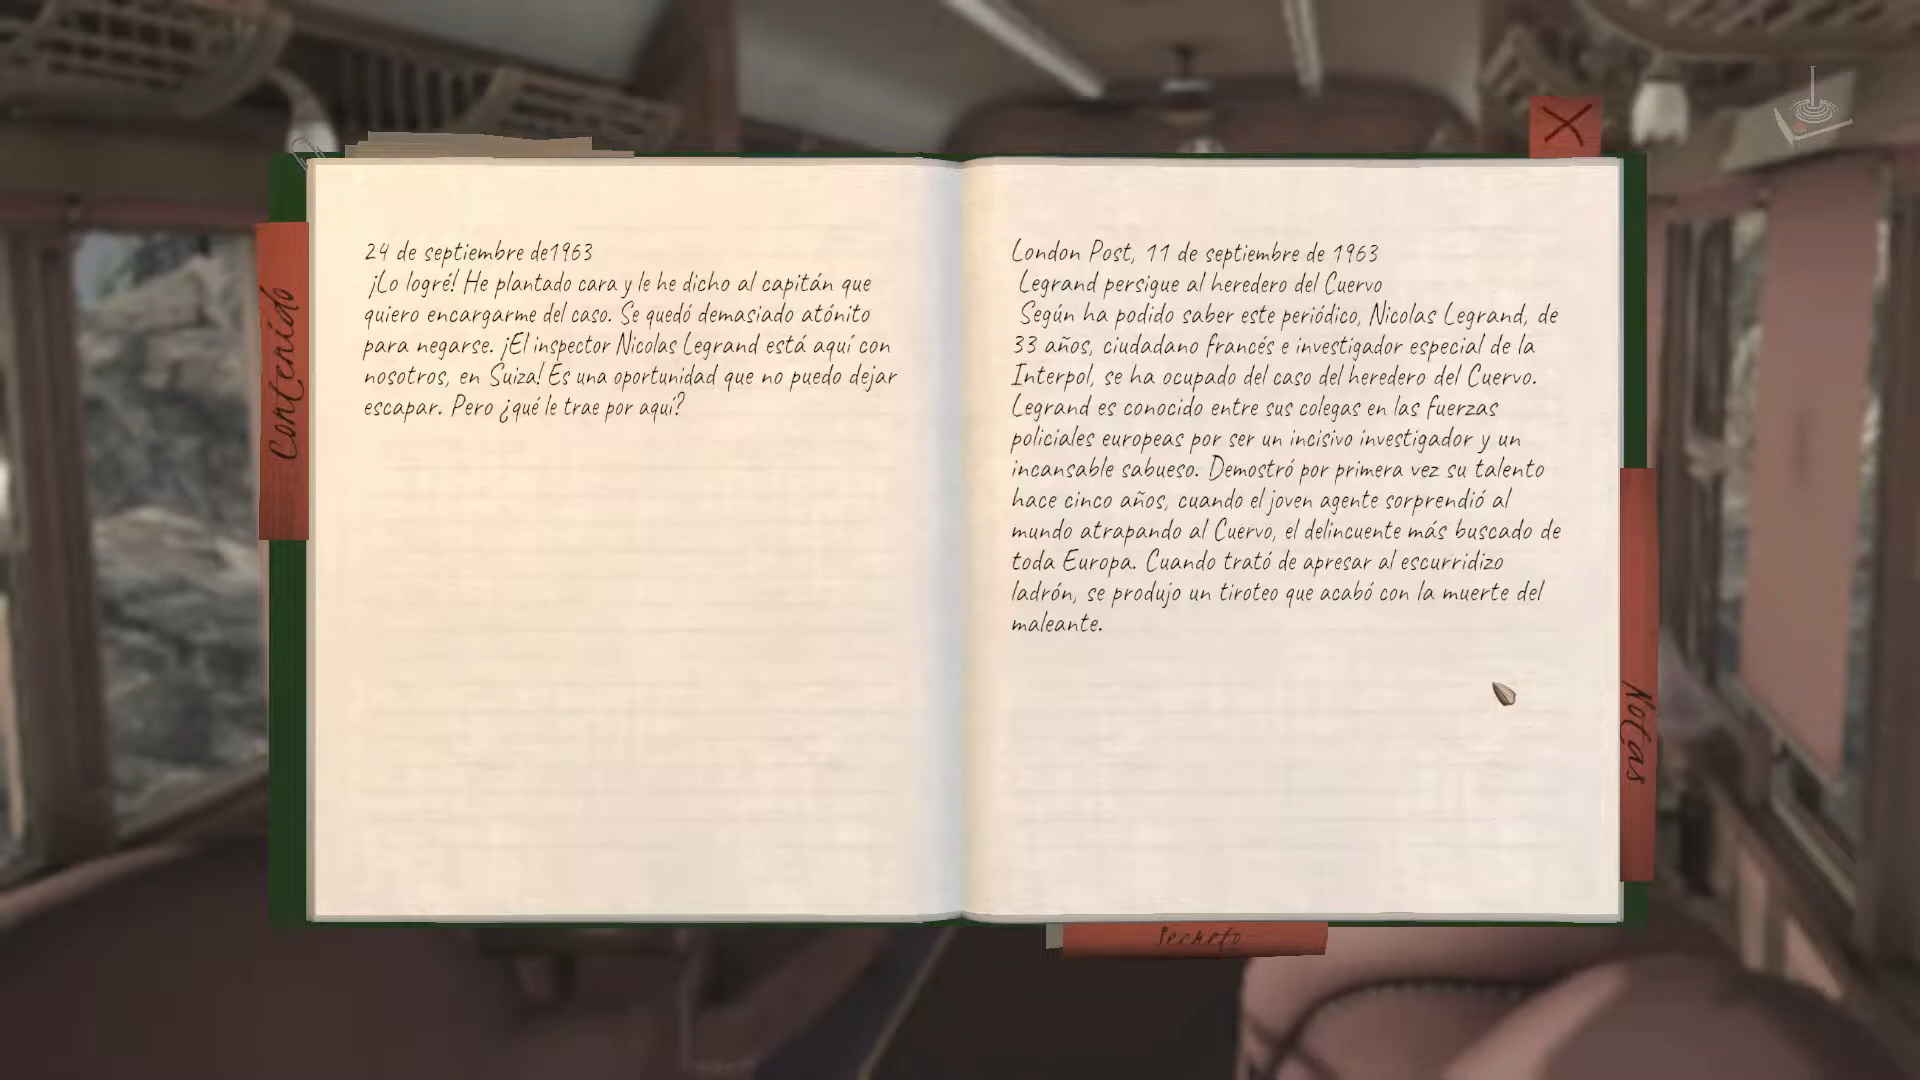 24 de septiembre de1963
¡Lo logré! He plantado cara y le he dicho al capitán que
quiero encargarme del caso. Se quedó demasiado atónito
para negarse. ¡El inspector Nicolas Legrand está aquí con
nosotros, en Suiza! Es una oportunidad que no puedo dejar
escapar. Pero ¿qué le trae por aquí?
London Post, 11 de septiembre de 1963
Legrand persigue al heredero del Cuervo
Según ha podido saber este periódico, Nicolas Legrand, de
33 años, ciudadano francés e investigador especial de la
Interpol, se ha ocupado del caso del heredero del Cuervo.
Legrand es conocido entre sus colegas en las fuerzas
policiales europeas por ser un incisivo investigador y un
incansable sabueso. Demostró por primera vez su talento
hace cinco años, cuando el joven agente sorprendió al
mundo atrapando al Cuervo, el delincuente más buscado de
toda Europa. Cuando trató de apresar al escurridizo
ladrón, se produjo un tiroteo que acabó con la muerte del
maleante.
Contenido
Notas
Secreto